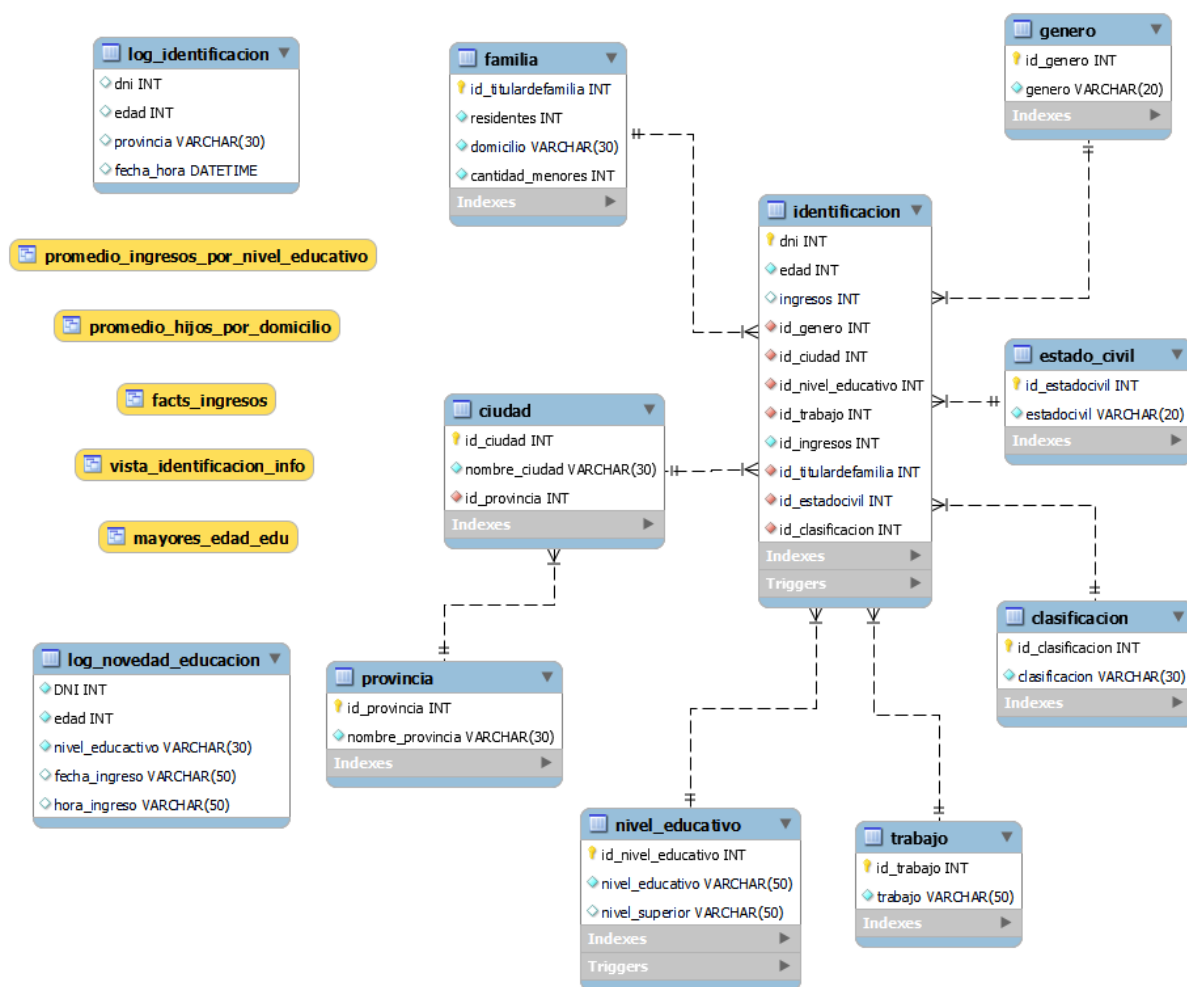 log_identificacion
dni INT
edad INT
provincia VARCHAR(30)
fecha_hora DATETIME
familia
id_titulardefamilia INT
residentes INT
domicilio VARCHAR(30)
cantidad_menores INT
Indexes
genero
id_genero INT
genero VARCHAR(20)
Indexes
promedio_ingresos_por_nivel_educativo
promedio_hijos_por_domicilio
facts_ingresos
vista_identificacion_info
mayores_edad_edu
identificacion
dni INT
edad INT
ingresos INT
id_genero INT
id_ciudad INT
id_nivel_educativo INT
id_trabajo INT
id_ingresos INT
id_titulardefamilia INT
id_estadocivil INT
id_clasificacion INT
Indexes
Triggers
estado_civil
id_estadocivil INT
estadocivil VARCHAR(20)
Indexes
ciudad
id_ciudad INT
nombre_ciudad VARCHAR(30)
id_provincia INT
Indexes
clasificacion
id_clasificacion INT
clasificacion VARCHAR(30)
Indexes
log_novedad_educacion
DNI INT
edad INT
nivel_educactivo VARCHAR(30)
fecha_ingreso VARCHAR(50)
hora_ingreso VARCHAR(50)
provincia
id_provincia INT
nombre_provincia VARCHAR(30)
Indexes
nivel_educativo
id_nivel_educativo INT
nivel_educativo VARCHAR(50)
nivel_superior VARCHAR(50)
Indexes
Triggers
trabajo
id_trabajo INT
trabajo VARCHAR(50)
Indexes